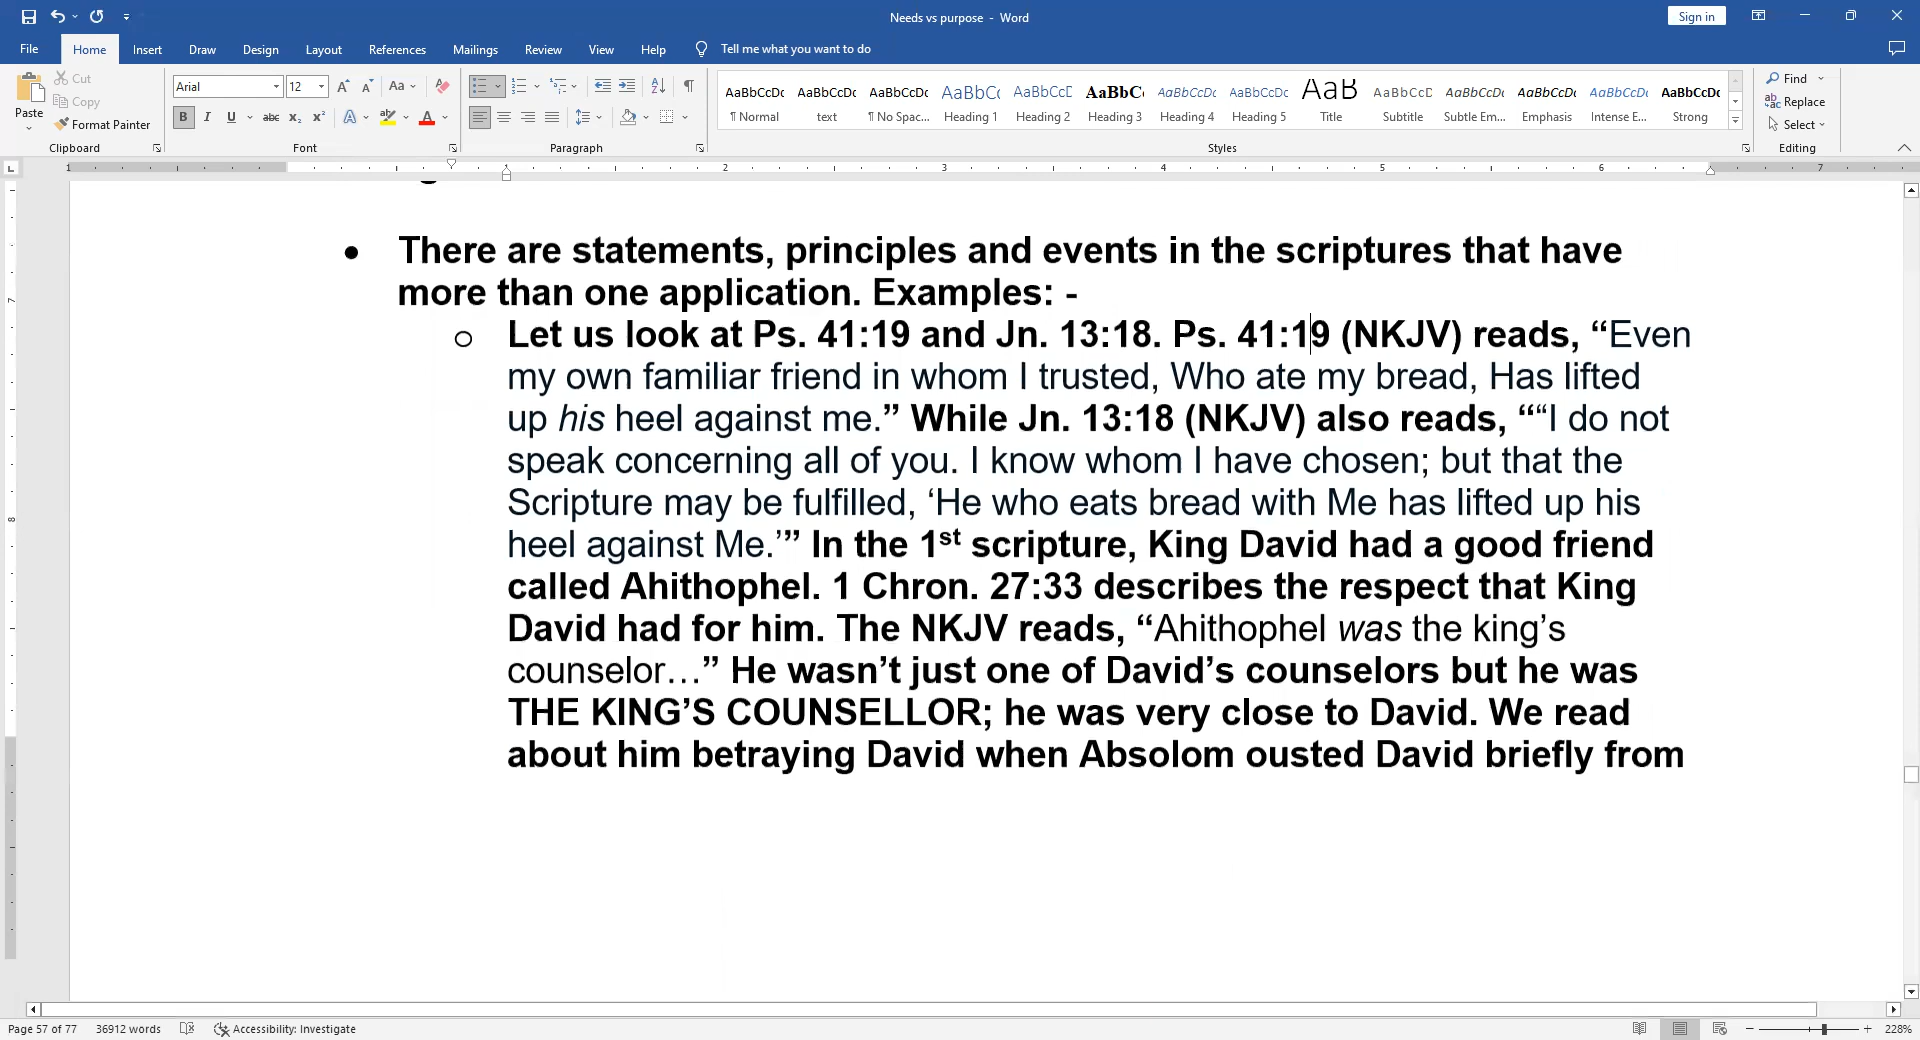 Needs vs purpose - Word
Sign in
File Home Insert Draw Design Layout References Mailings Review View Help Tell me what you want to do
Paste
Cut
Copy
Format Painter
Clipboard
Arial 12
Font
Paragraph
AaBbCcDc AaBbCcDc AaBbCcDc AaBbCc AaBbCcD AaBbC AaBbCcDc AaBbCcDc AaB AaBbCcD AaBbCcDc AaBbCcDc AaBbCcDc AaBbCcDc
¶ Normal text ¶ No Spac... Heading 1 Heading 2 Heading 3 Heading 4 Heading 5 Title Subtitle Subtle Em... Emphasis Intense E... Strong
Styles
Find
Replace
Select
Editing
1 2 3 4 5 6 7
7
8
• There are statements, principles and events in the scriptures that have
more than one application. Examples: -
o Let us look at Ps. 41:19 and Jn. 13:18. Ps. 41:19 (NKJV) reads, “Even
my own familiar friend in whom I trusted, Who ate my bread, Has lifted
up his heel against me.” While Jn. 13:18 (NKJV) also reads, ““I do not
speak concerning all of you. I know whom I have chosen; but that the
Scripture may be fulfilled, ‘He who eats bread with Me has lifted up his
heel against Me.’” In the 1st scripture, King David had a good friend
called Ahithophel. 1 Chron. 27:33 describes the respect that King
David had for him. The NKJV reads, “Ahithophel was the king’s
counselor…” He wasn’t just one of David’s counselors but he was
THE KING’S COUNSELLOR; he was very close to David. We read
about him betraying David when Absolom ousted David briefly from
Page 57 of 77 36912 words Accessibility: Investigate 228%